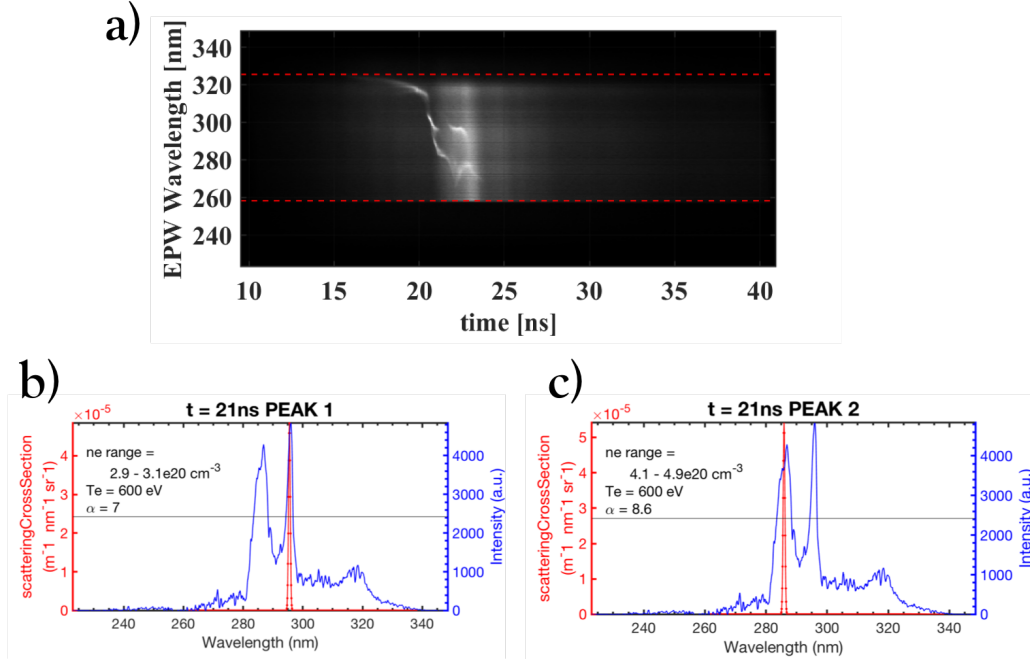 a)
EPW Wavelength [nm]
340
320
300
280
260
240
10 15 20 25 30 35 40
time [ns]
b)
t = 21ns PEAK 1
×10⁻⁵
scatteringCrossSection
(m^-1 nm^-1 sr^-1)
4
3
2
1
0
ne range =
2.9 - 3.1e20 cm⁻³
Te = 600 eV
α = 7
4000
3000
2000
1000
0
Intensity (a.u.)
240 260 280 300 320 340
Wavelength (nm)
c)
t = 21ns PEAK 2
×10⁻⁵
scatteringCrossSection
(m^-1 nm^-1 sr^-1)
5
4
3
2
1
0
ne range =
4.1 - 4.9e20 cm⁻³
Te = 600 eV
α = 8.6
4000
3000
2000
1000
0
Intensity (a.u.)
240 260 280 300 320 340
Wavelength (nm)